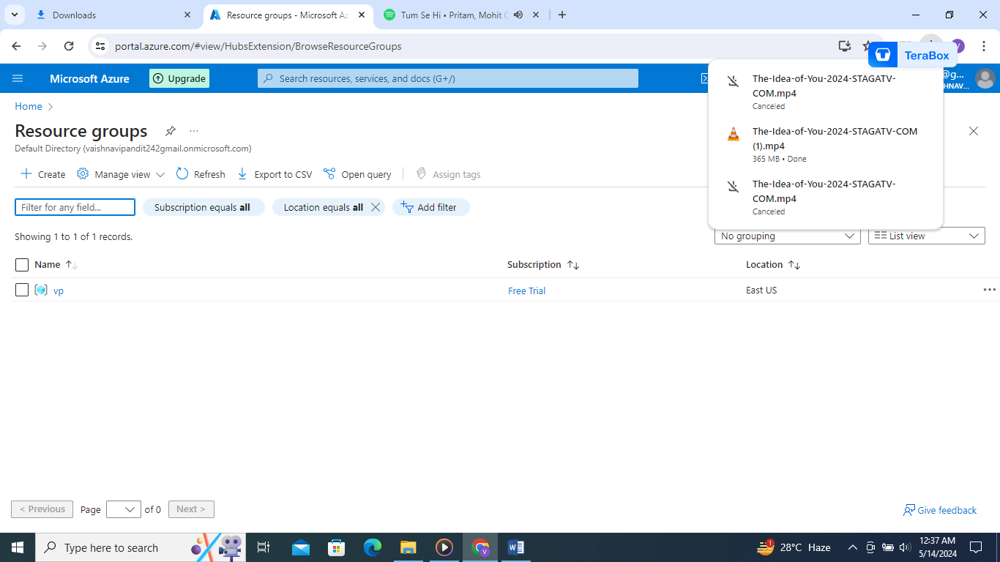 Downloads
Resource groups - Microsoft Az
Tum Se Hi • Pritam, Mohit C
portal.azure.com/#view/HubsExtension/BrowseResourceGroups
TeraBox
Microsoft Azure
Upgrade
Search resources, services, and docs (G+/)
@g...
HNAV...
The-Idea-of-You-2024-STAGATV-
COM.mp4
Canceled
The-Idea-of-You-2024-STAGATV-COM
(1).mp4
365 MB • Done
The-Idea-of-You-2024-STAGATV-
COM.mp4
Canceled
Home
Resource groups
Default Directory (vaishnavipandit242gmail.onmicrosoft.com)
Create
Manage view
Refresh
Export to CSV
Open query
Assign tags
Filter for any field...
Subscription equals all
Location equals all
Add filter
Showing 1 to 1 of 1 records.
No grouping
List view
Name
Subscription
Location
vp
Free Trial
East US
< Previous
Page
of 0
Next >
Give feedback
Type here to search
1
28°C Haze
12:37 AM
5/14/2024